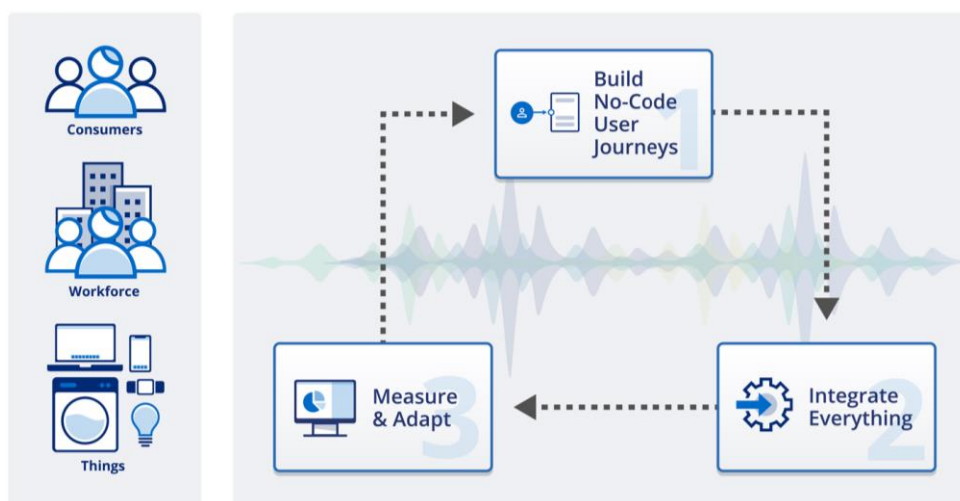 Consumers
Workforce
Things
Build
No-Code
User
Journeys
1
Integrate
Everything
2
Measure
& Adapt
3